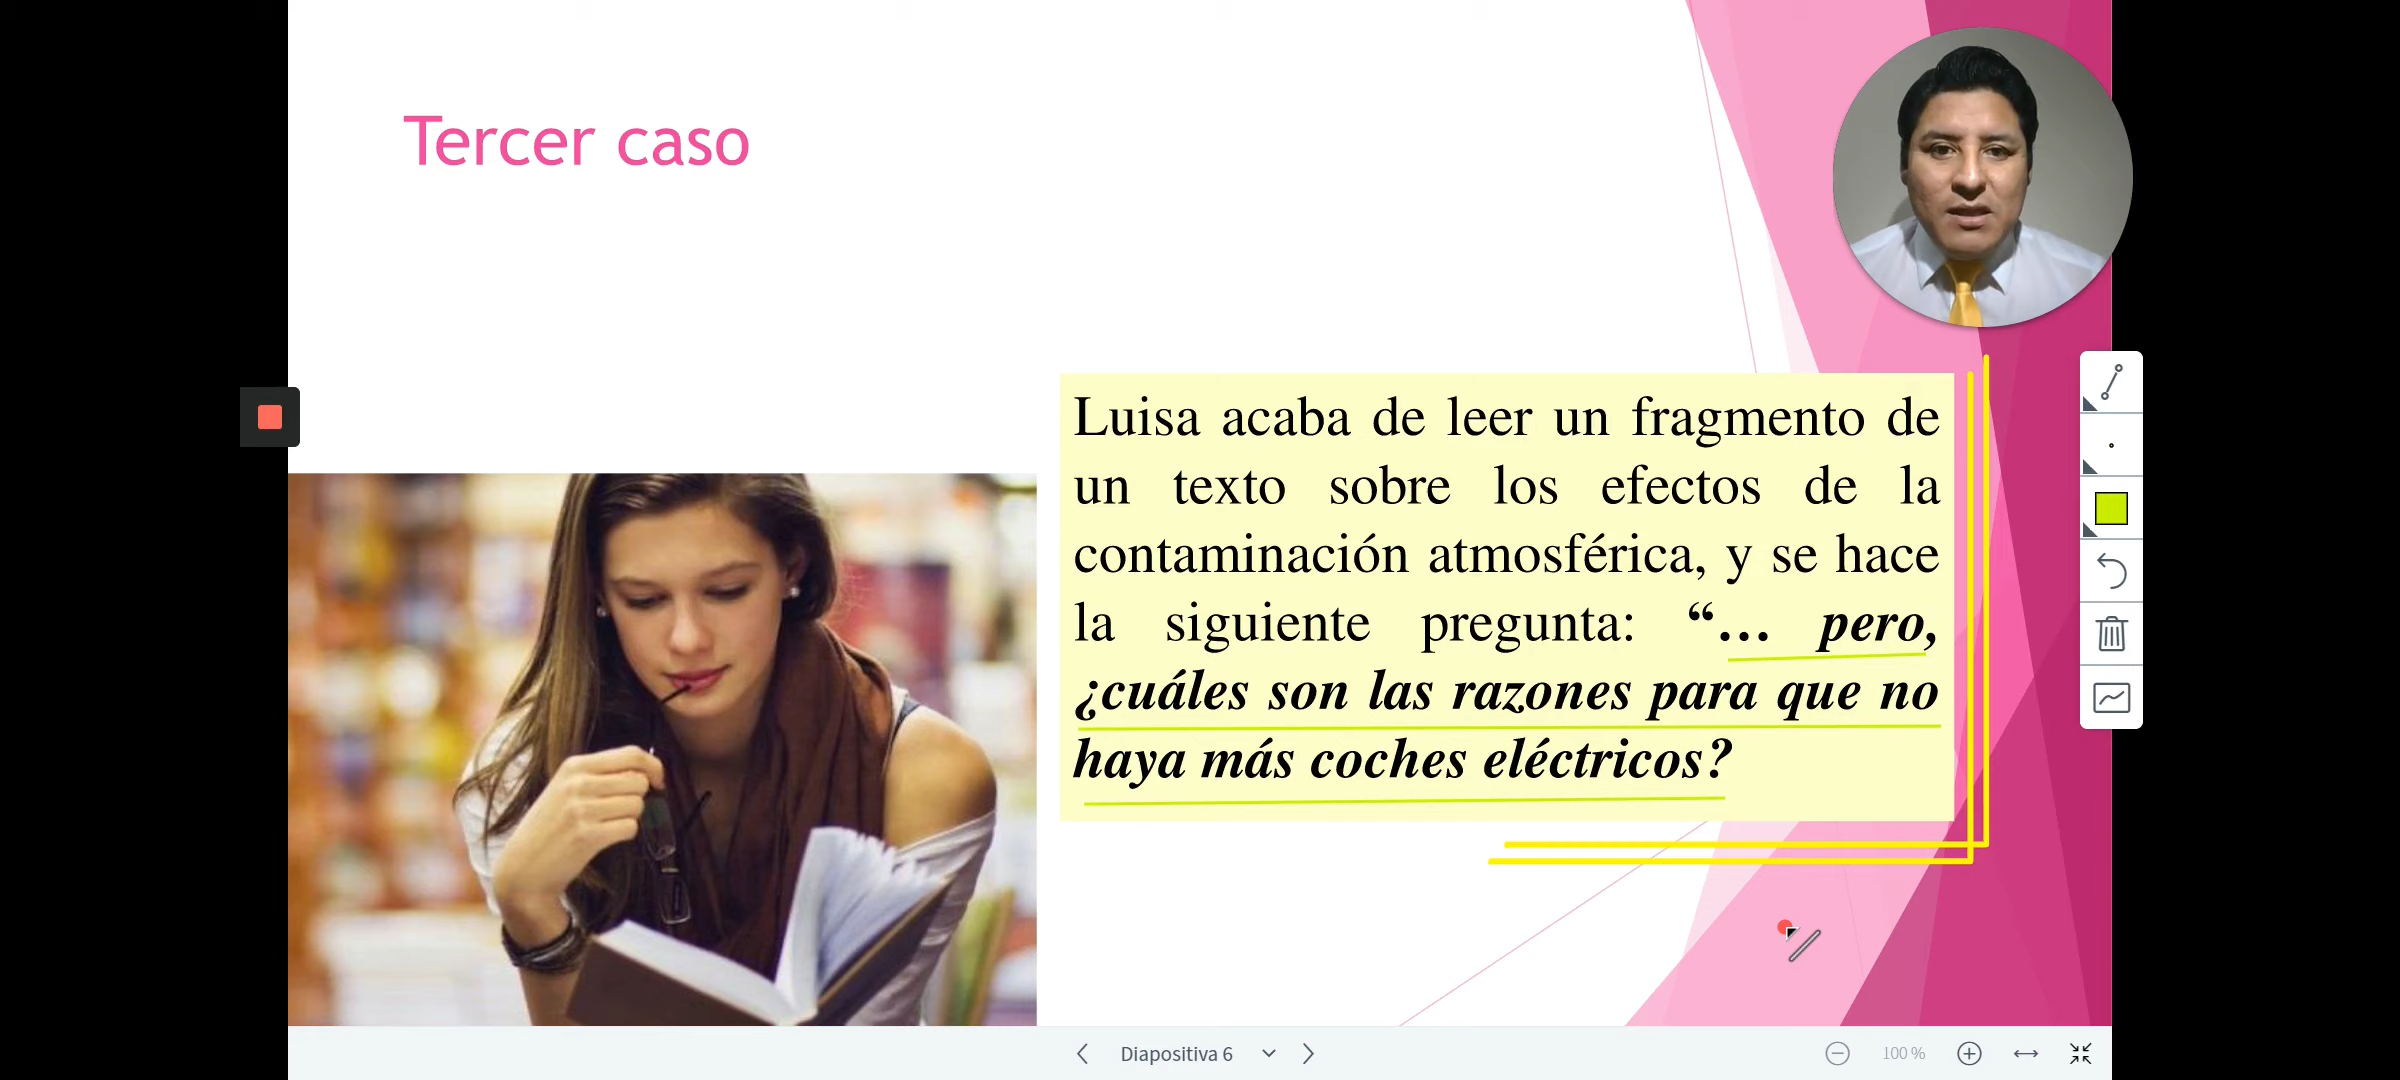 Tercer caso
Luisa acaba de leer un fragmento de
un texto sobre los efectos de la
contaminación atmosférica, y se hace
la siguiente pregunta: “… pero,
¿cuáles son las razones para que no
haya más coches eléctricos?
Diapositiva 6
100 %